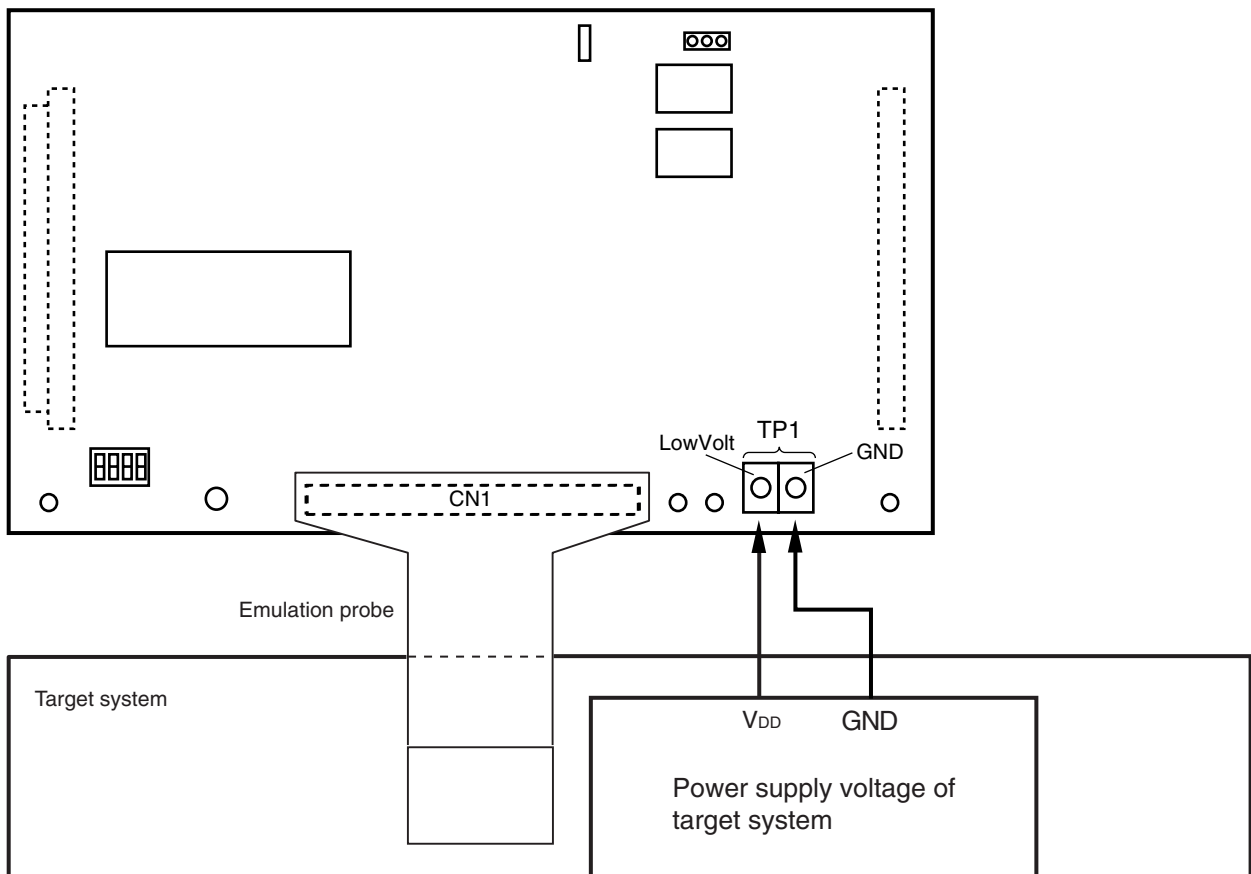 TP1
LowVolt
GND
CN1
Emulation probe
Target system
VDD
GND
Power supply voltage of
target system